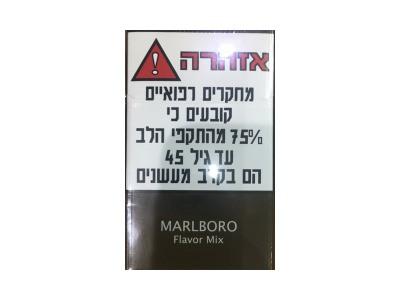 אזהרה
מחקרים רפואיים
קובעים כי
75% מהתקפי הלב
עד גיל 45
הם בקרב מעשנים
MARLBORO
Flavor Mix